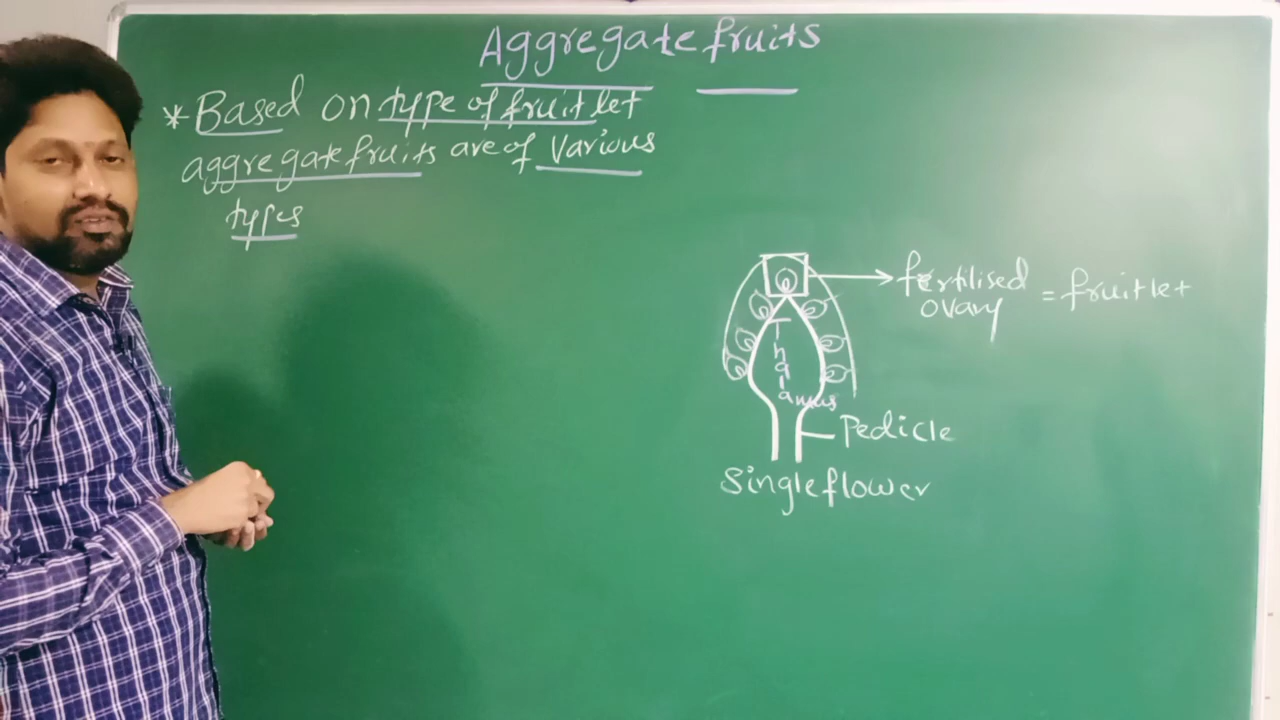 Aggregate fruits
* Based on type of fruitlet
aggregate fruits are of Various
types
fertilised
ovary
= fruitlet
Thalamus
Pedicle
Single flower